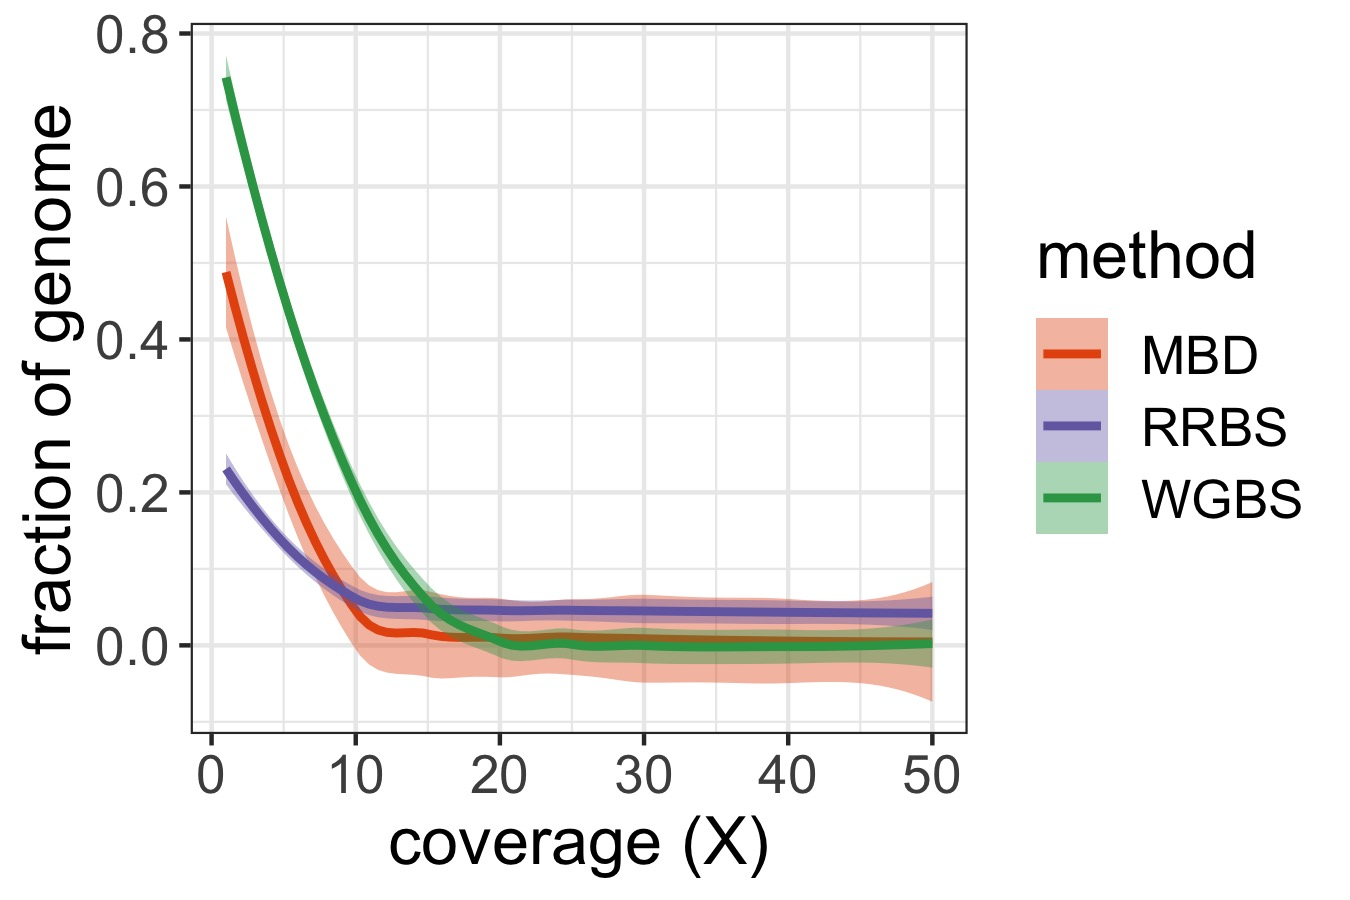 fraction of genome
0.8
0.6
0.4
0.2
0.0
0 10 20 30 40 50
coverage (X)
method
MBD
RRBS
WGBS